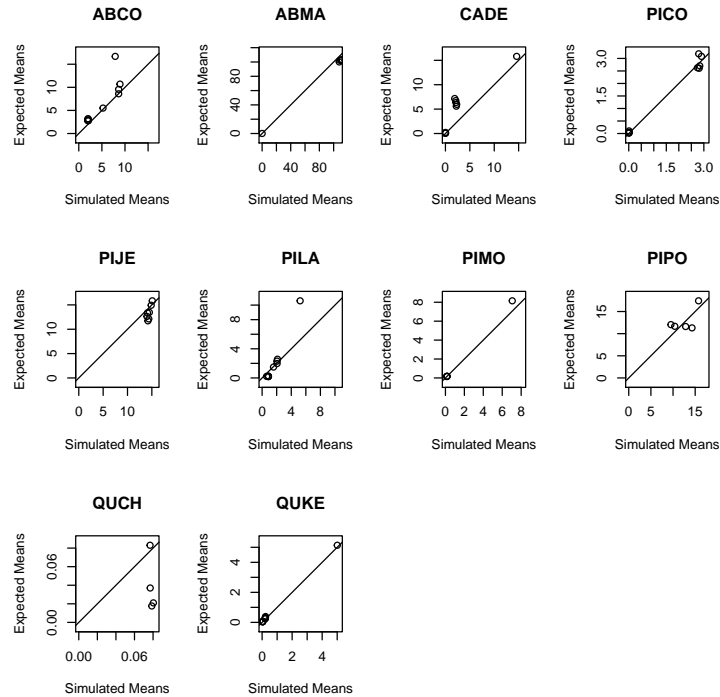 ABCO
Expected Means
0 5 10
0 5 10
Simulated Means
ABMA
Expected Means
0 40 80
0 40 80
Simulated Means
CADE
Expected Means
0 5 10
0 5 10
Simulated Means
PICO
Expected Means
0.0 1.5 3.0
0.0 1.5 3.0
Simulated Means
PIJE
Expected Means
0 5 10
0 10
Simulated Means
PILA
Expected Means
0 4 8
0 4 8
Simulated Means
PIMO
Expected Means
0 2 4 6 8
0 2 4 6 8
Simulated Means
PIPO
Expected Means
0 5 15
0 5 15
Simulated Means
QUCH
Expected Means
0.00 0.06
0.00 0.06
Simulated Means
QUKE
Expected Means
0 2 4
0 2 4
Simulated Means